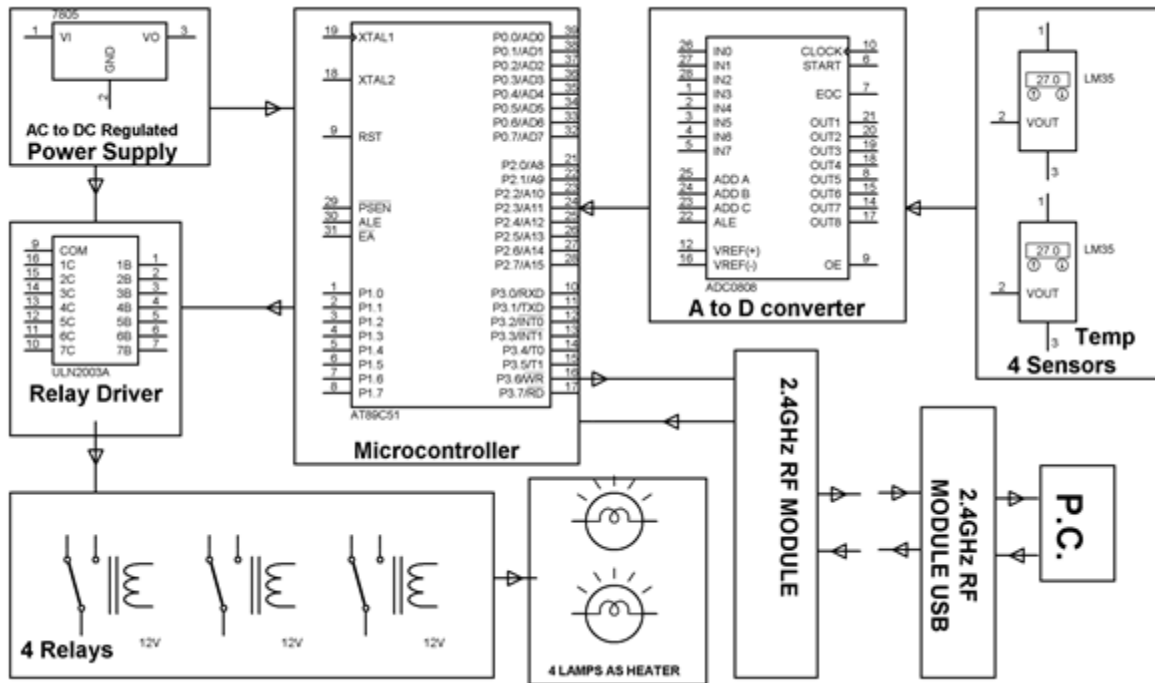 7805
1 VI VO 3
GND
2
AC to DC Regulated
Power Supply
19 XTAL1 P0.0/AD0 39
P0.1/AD1 38
P0.2/AD2 37
18 XTAL2 P0.3/AD3 36
P0.4/AD4 35
P0.5/AD5 34
P0.6/AD6 33
9 RST P0.7/AD7 32
P2.0/A8 21
P2.1/A9 22
P2.2/A10 23
29 PSEN P2.3/A11 24
30 ALE P2.4/A12 25
31 EA P2.5/A13 26
P2.6/A14 27
P2.7/A15 28
1 P1.0 P3.0/RXD 10
2 P1.1 P3.1/TXD 11
3 P1.2 P3.2/INT0 12
4 P1.3 P3.3/INT1 13
5 P1.4 P3.4/T0 14
6 P1.5 P3.5/T1 15
7 P1.6 P3.6/WR 16
8 P1.7 P3.7/RD 17
AT89C51
Microcontroller
26 IN0 CLOCK 10
27 IN1 START 6
28 IN2
1 IN3 EOC 7
2 IN4
3 IN5 OUT1 21
4 IN6 OUT2 20
5 IN7 OUT3 19
OUT4 18
25 ADD A OUT5 8
24 ADD B OUT6 15
23 ADD C OUT7 14
22 ALE OUT8 17
12 VREF(+)
16 VREF(-) OE 9
ADC0808
A to D converter
1
27.0 LM35
2 VOUT
3
1
27.0 LM35
2 VOUT
3
Temp
4 Sensors
9 COM
16 1C 1B 1
15 2C 2B 2
14 3C 3B 3
13 4C 4B 4
12 5C 5B 5
11 6C 6B 6
10 7C 7B 7
ULN2003A
Relay Driver
12V 12V 12V
4 Relays
4 LAMPS AS HEATER
2.4GHz RF MODULE
2.4GHz RF
MODULE USB
P.C.